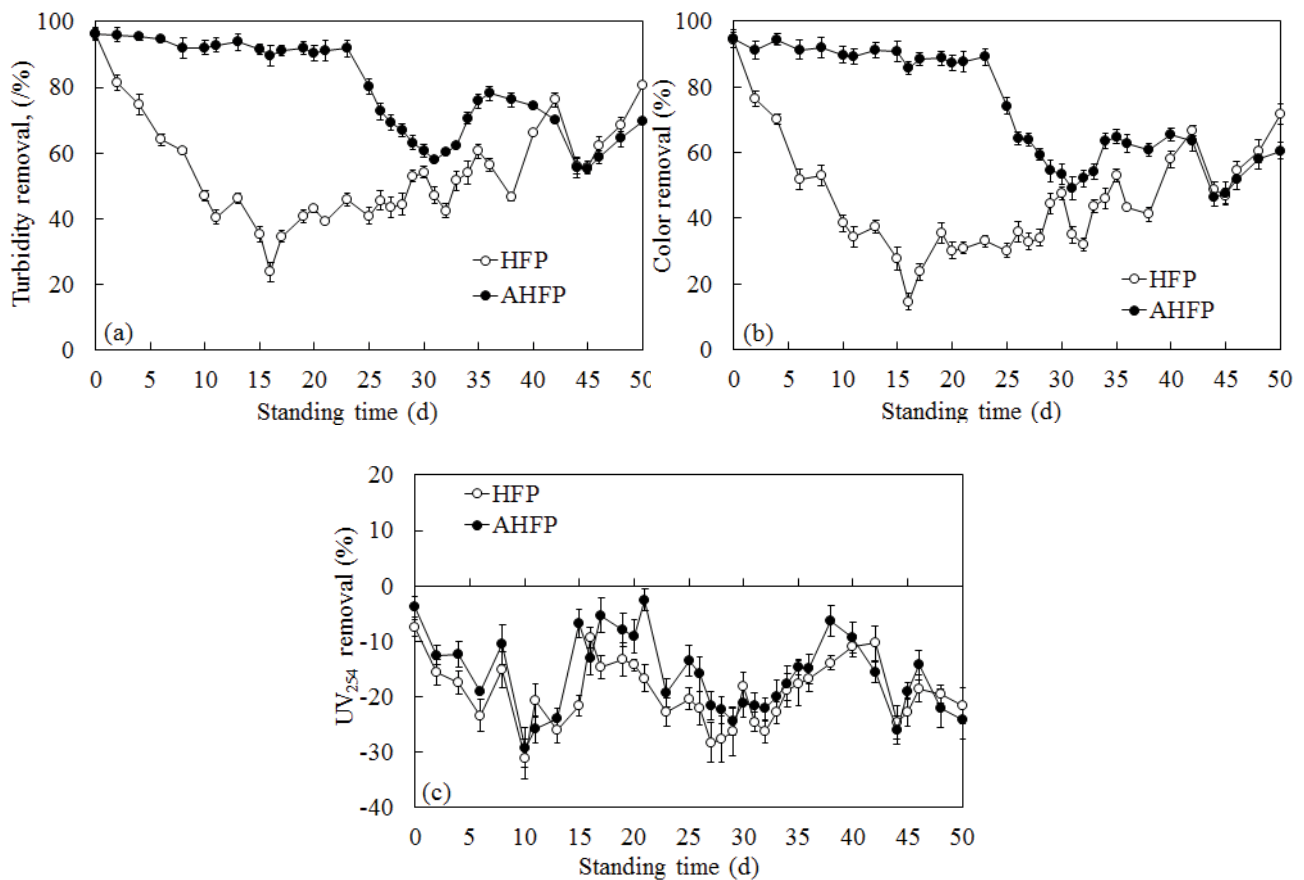 Turbidity removal, (/%)
100
80
60
40
20
0
HFP
AHFP
(a)
0 5 10 15 20 25 30 35 40 45 50
Standing time (d)
Color removal (%)
100
80
60
40
20
0
HFP
AHFP
(b)
0 5 10 15 20 25 30 35 40 45 50
Standing time (d)
UV254 removal (%)
20
10
0
-10
-20
-30
-40
HFP
AHFP
(c)
0 5 10 15 20 25 30 35 40 45 50
Standing time (d)